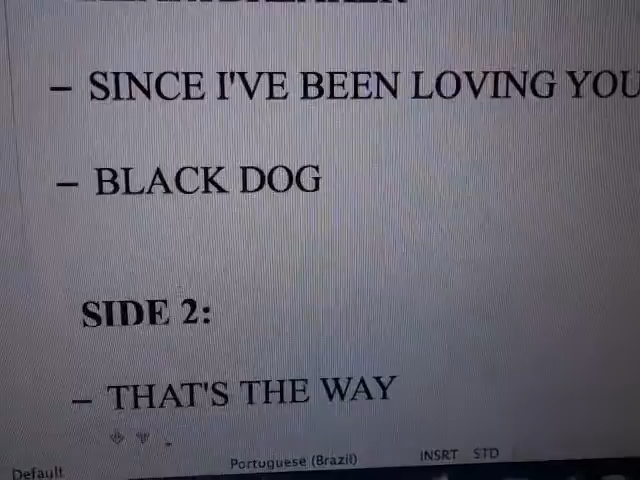 – SINCE I'VE BEEN LOVING YOU
– BLACK DOG
SIDE 2:
– THAT'S THE WAY
Default Portuguese (Brazil) INSRT STD